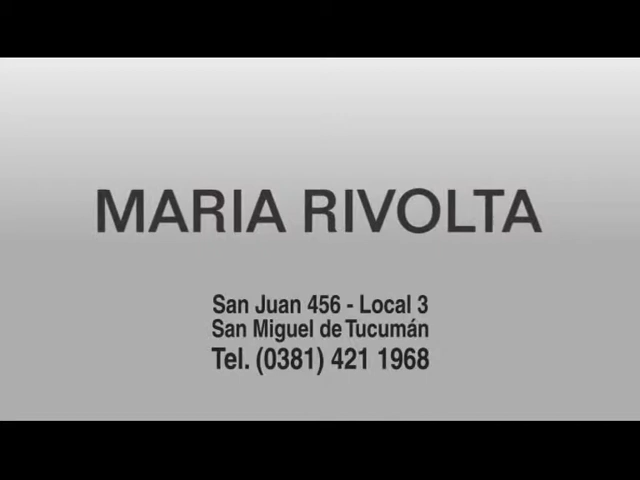 MARIA RIVOLTA
San Juan 456 - Local 3
San Miguel de Tucumán
Tel. (0381) 421 1968